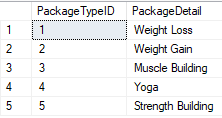 PackageTypeID PackageDetail
1 1 Weight Loss
2 2 Weight Gain
3 3 Muscle Building
4 4 Yoga
5 5 Strength Building